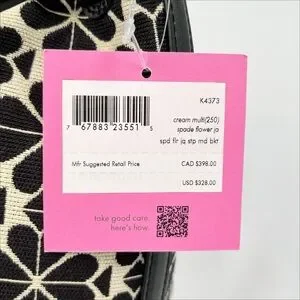 K4373
7 67883 23551 5
cream multi(250)
spade flower ja
spd flr jq stp md bkt
Mfr Suggested Retail Price
CAD $398.00
USD $328.00
take good care.
here's how.